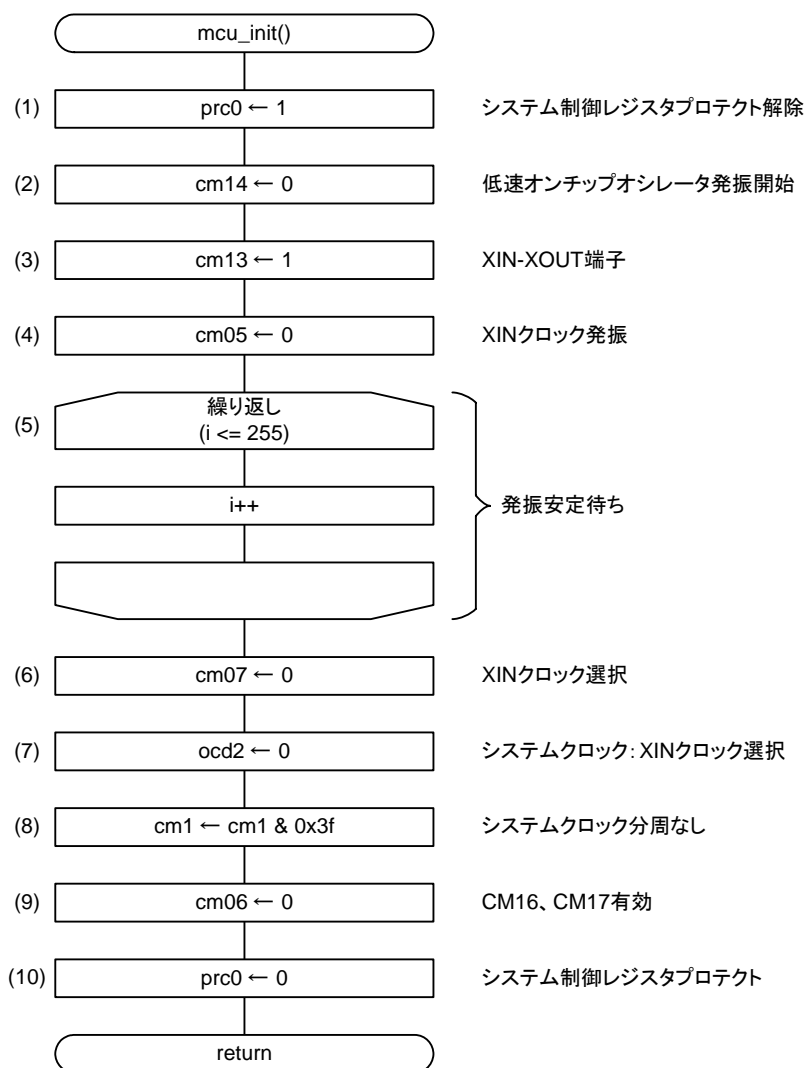 mcu_init()
(1) prc0 ← 1 システム制御レジスタプロテクト解除
(2) cm14 ← 0 低速オンチップオシレータ発振開始
(3) cm13 ← 1 XIN-XOUT端子
(4) cm05 ← 0 XINクロック発振
(5) 繰り返し
(i <= 255)
i++ 発振安定待ち
(6) cm07 ← 0 XINクロック選択
(7) ocd2 ← 0 システムクロック：XINクロック選択
(8) cm1 ← cm1 & 0x3f システムクロック分周なし
(9) cm06 ← 0 CM16、CM17有効
(10) prc0 ← 0 システム制御レジスタプロテクト
return